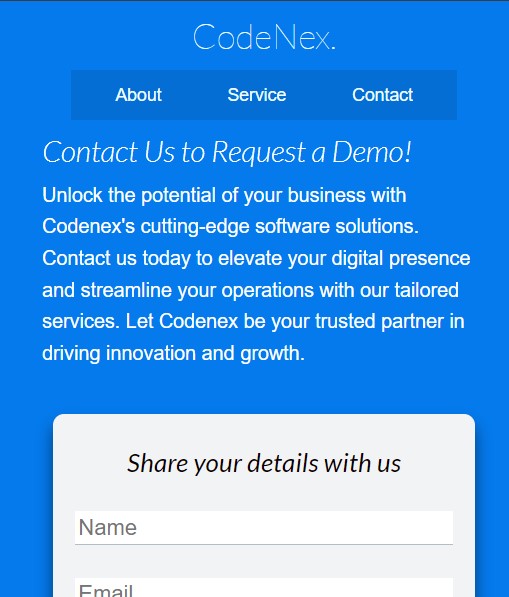 CodeNex.
About Service Contact
Contact Us to Request a Demo!
Unlock the potential of your business with
Codenex's cutting-edge software solutions.
Contact us today to elevate your digital presence
and streamline your operations with our tailored
services. Let Codenex be your trusted partner in
driving innovation and growth.
Share your details with us
Name
Email